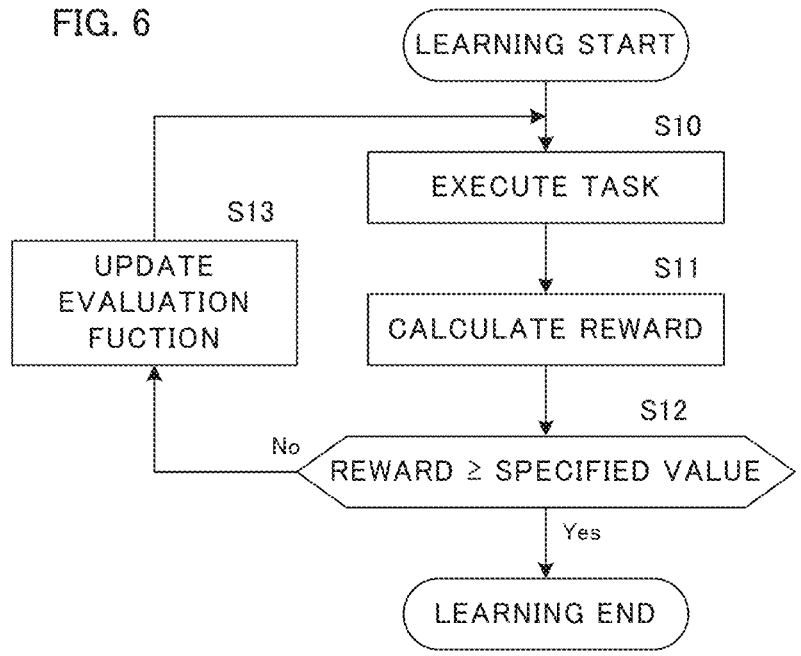 FIG. 6
LEARNING START
S10
EXECUTE TASK
S11
CALCULATE REWARD
S12
REWARD ≥ SPECIFIED VALUE
No
S13
UPDATE
EVALUATION
FUCTION
Yes
LEARNING END